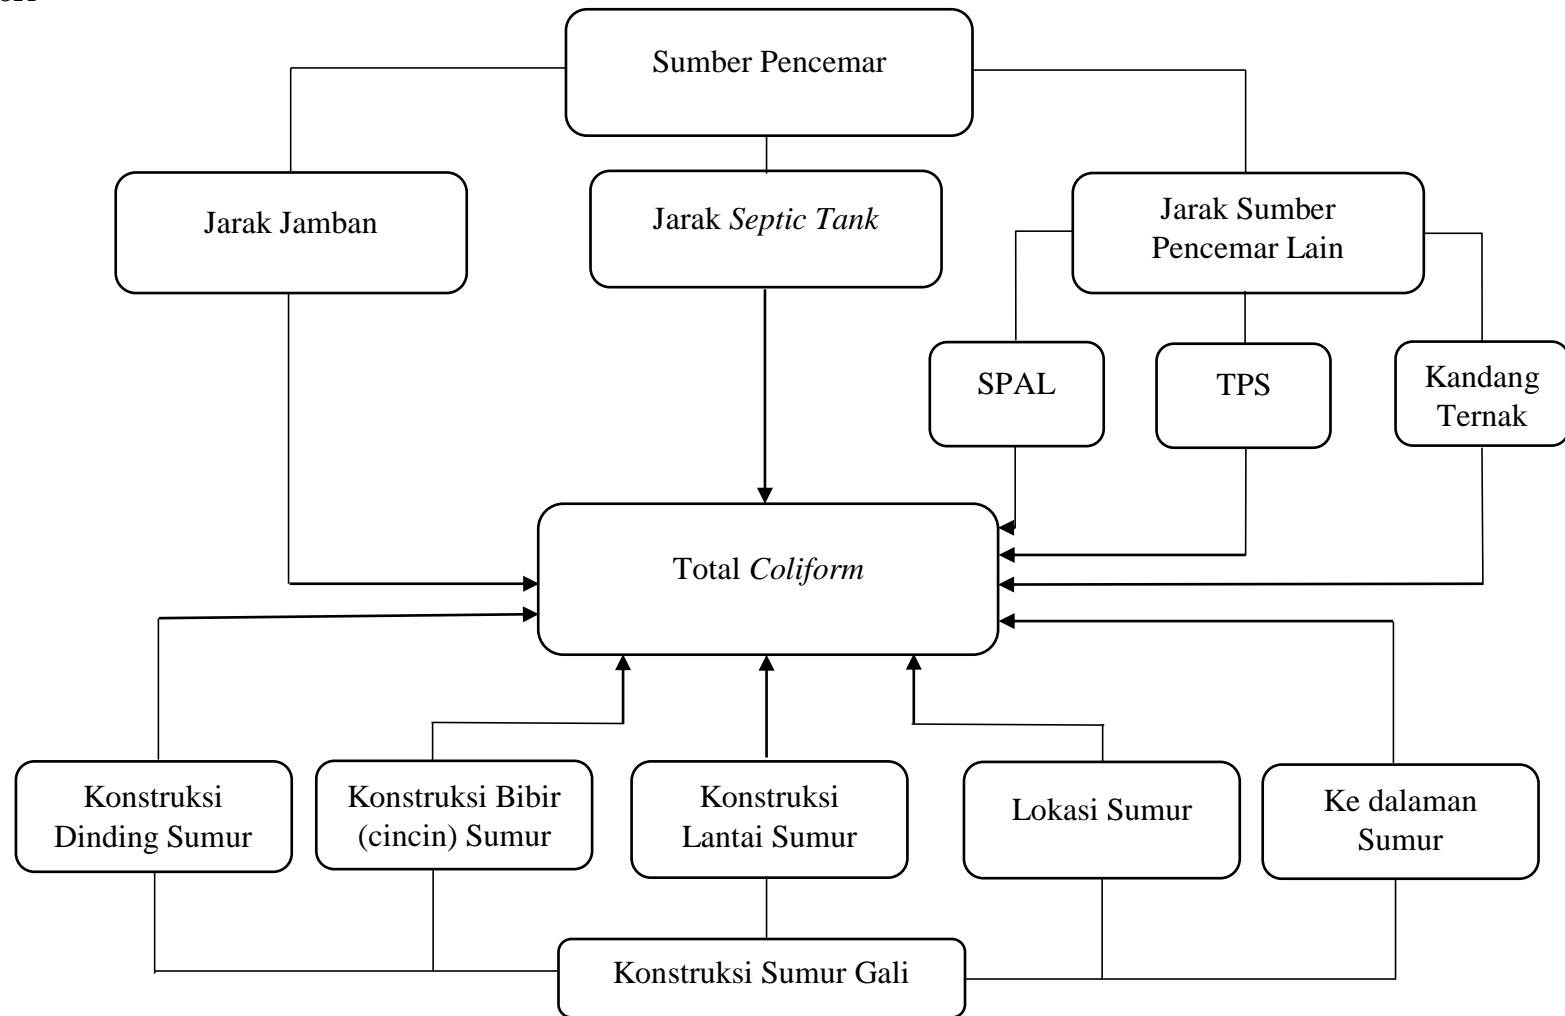 Sumber Pencemar
Jarak Jamban
Jarak Septic Tank
Jarak Sumber
Pencemar Lain
SPAL
TPS
Kandang
Ternak
Total Coliform
Konstruksi
Dinding Sumur
Konstruksi Bibir
(cincin) Sumur
Konstruksi
Lantai Sumur
Lokasi Sumur
Ke dalaman
Sumur
Konstruksi Sumur Gali